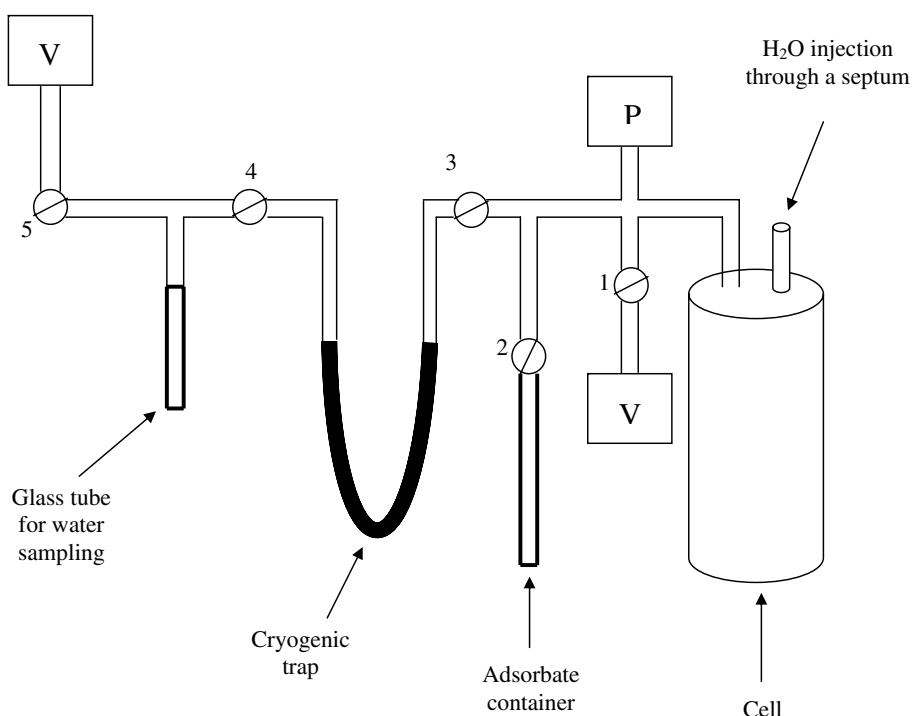 V
H₂O injection
through a septum
P
4
3
5
1
2
V
Glass tube
for water
sampling
Cryogenic
trap
Adsorbate
container
Cell